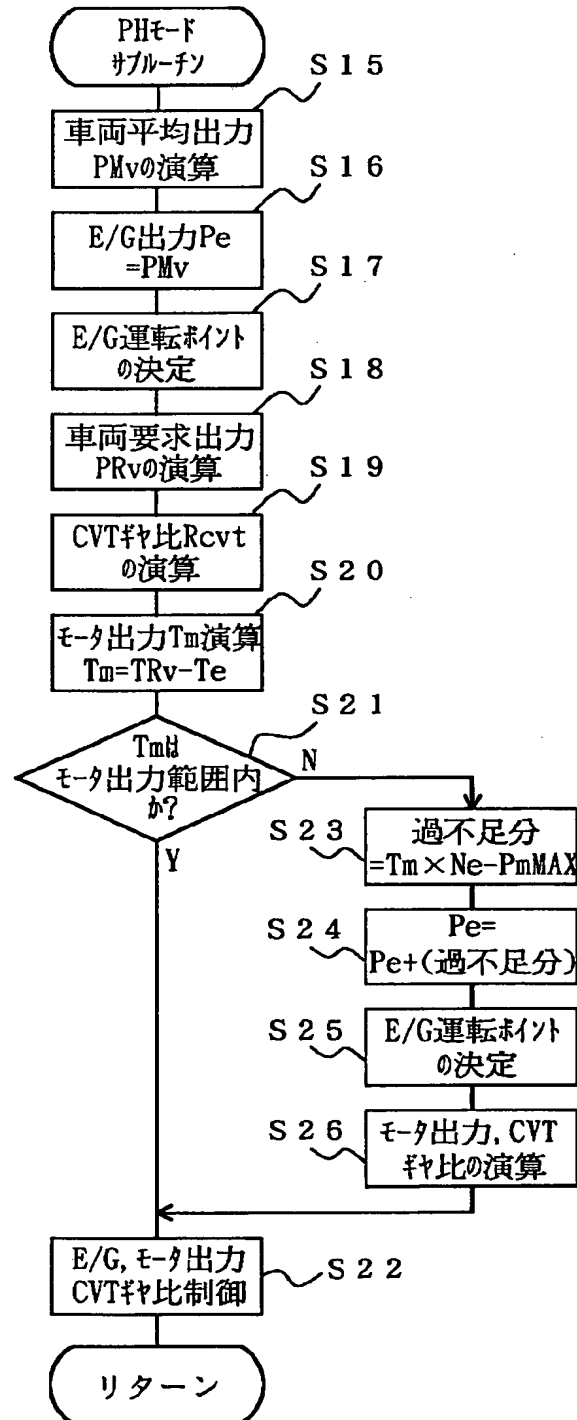 PHモード
サブルーチン
S15
車両平均出力
PMvの演算
S16
E/G出力Pe
=PMv
S17
E/G運転ポイント
の決定
S18
車両要求出力
PRvの演算
S19
CVTギヤ比Rcvt
の演算
S20
モータ出力Tm演算
Tm=TRv-Te
S21
Tmは
モータ出力範囲内
か?
N
Y
S23
過不足分
=Tm×Ne-PmMAX
S24
Pe=
Pe+(過不足分)
S25
E/G運転ポイント
の決定
S26
モータ出力,CVT
ギヤ比の演算
E/G,モータ出力
CVTギヤ比制御
S22
リターン